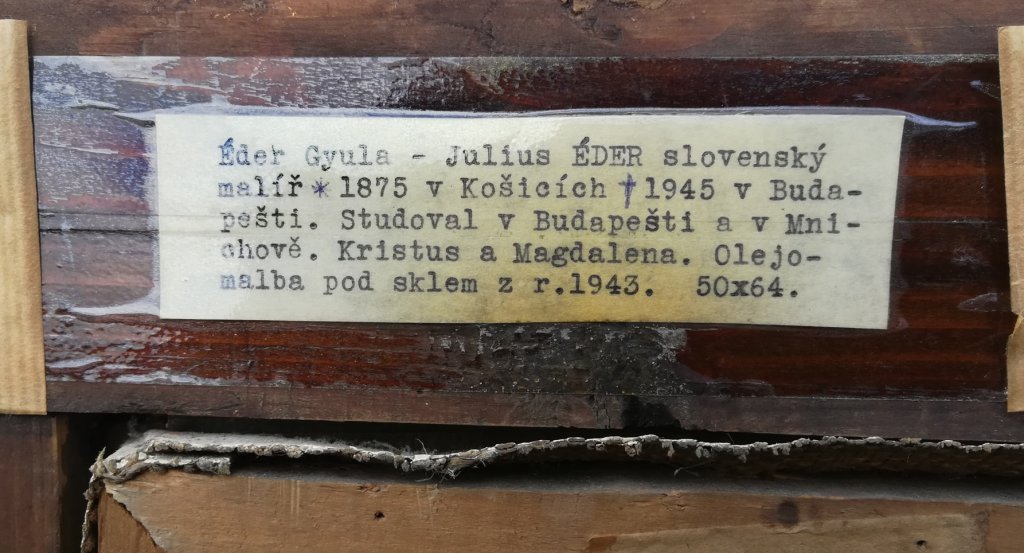 Éder Gyula - Julius ÉDER slovenský
malíř * 1875 v Košicích † 1945 v Buda-
pešti. Studoval v Budapešti a v Mni-
chově. Kristus a Magdalena. Olejo-
malba pod sklem z r.1943. 50x64.